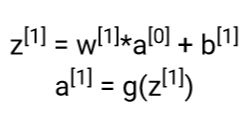 z[1] = w[1]*a[0] + b[1]
a[1] = g(z[1])